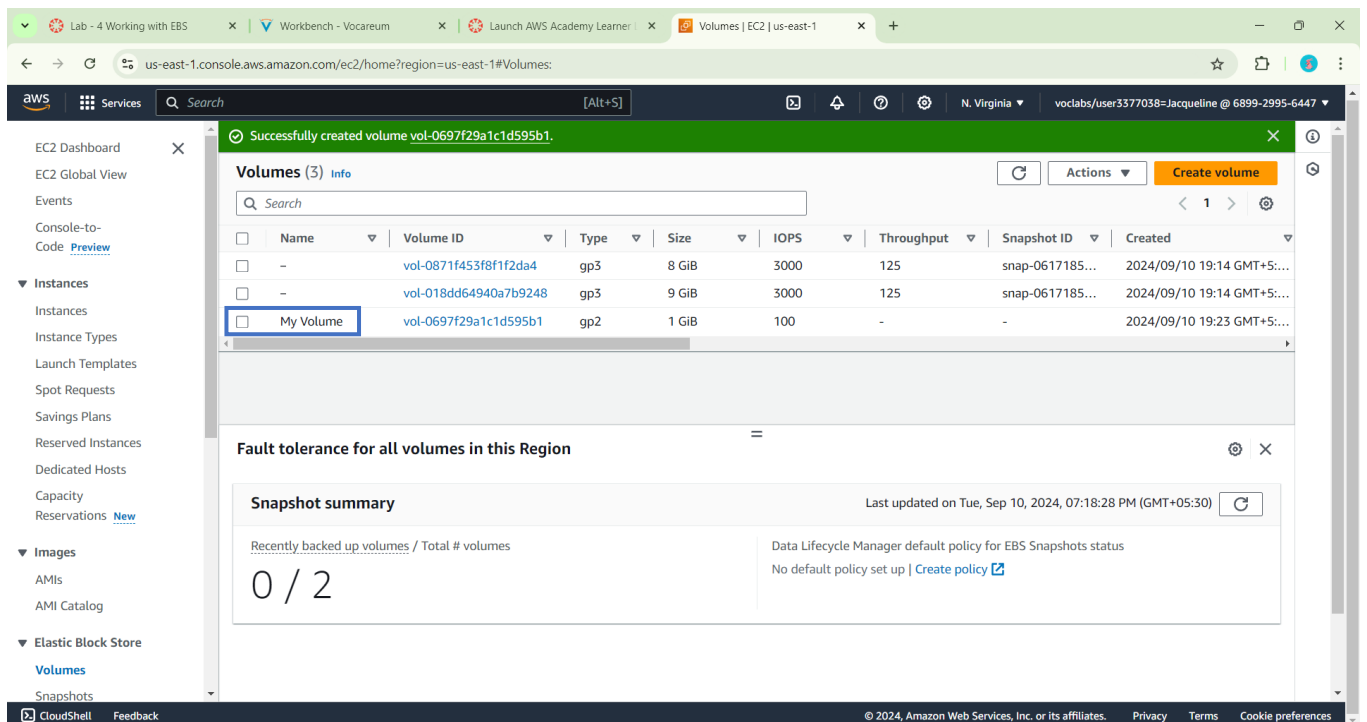 Lab - 4 Working with EBS
Workbench - Vocareum
Launch AWS Academy Learner
Volumes | EC2 | us-east-1
us-east-1.console.aws.amazon.com/ec2/home?region=us-east-1#Volumes:
aws Services Search [Alt+S] N. Virginia voclabs/user3377038=Jacqueline @ 6899-2995-6447
EC2 Dashboard
EC2 Global View
Events
Console-to-
Code Preview
Instances
Instances
Instance Types
Launch Templates
Spot Requests
Savings Plans
Reserved Instances
Dedicated Hosts
Capacity
Reservations New
Images
AMIs
AMI Catalog
Elastic Block Store
Volumes
Snapshots
Successfully created volume vol-0697f29a1c1d595b1.
Volumes (3) Info Actions Create volume
Search 1
Name Volume ID Type Size IOPS Throughput Snapshot ID Created
– vol-0871f453f8f1f2da4 gp3 8 GiB 3000 125 snap-0617185... 2024/09/10 19:14 GMT+5:...
– vol-018dd64940a7b9248 gp3 9 GiB 3000 125 snap-0617185... 2024/09/10 19:14 GMT+5:...
My Volume vol-0697f29a1c1d595b1 gp2 1 GiB 100 - - 2024/09/10 19:23 GMT+5:...
Fault tolerance for all volumes in this Region
Snapshot summary Last updated on Tue, Sep 10, 2024, 07:18:28 PM (GMT+05:30)
Recently backed up volumes / Total # volumes
0 / 2
Data Lifecycle Manager default policy for EBS Snapshots status
No default policy set up | Create policy
CloudShell Feedback © 2024, Amazon Web Services, Inc. or its affiliates. Privacy Terms Cookie preferences